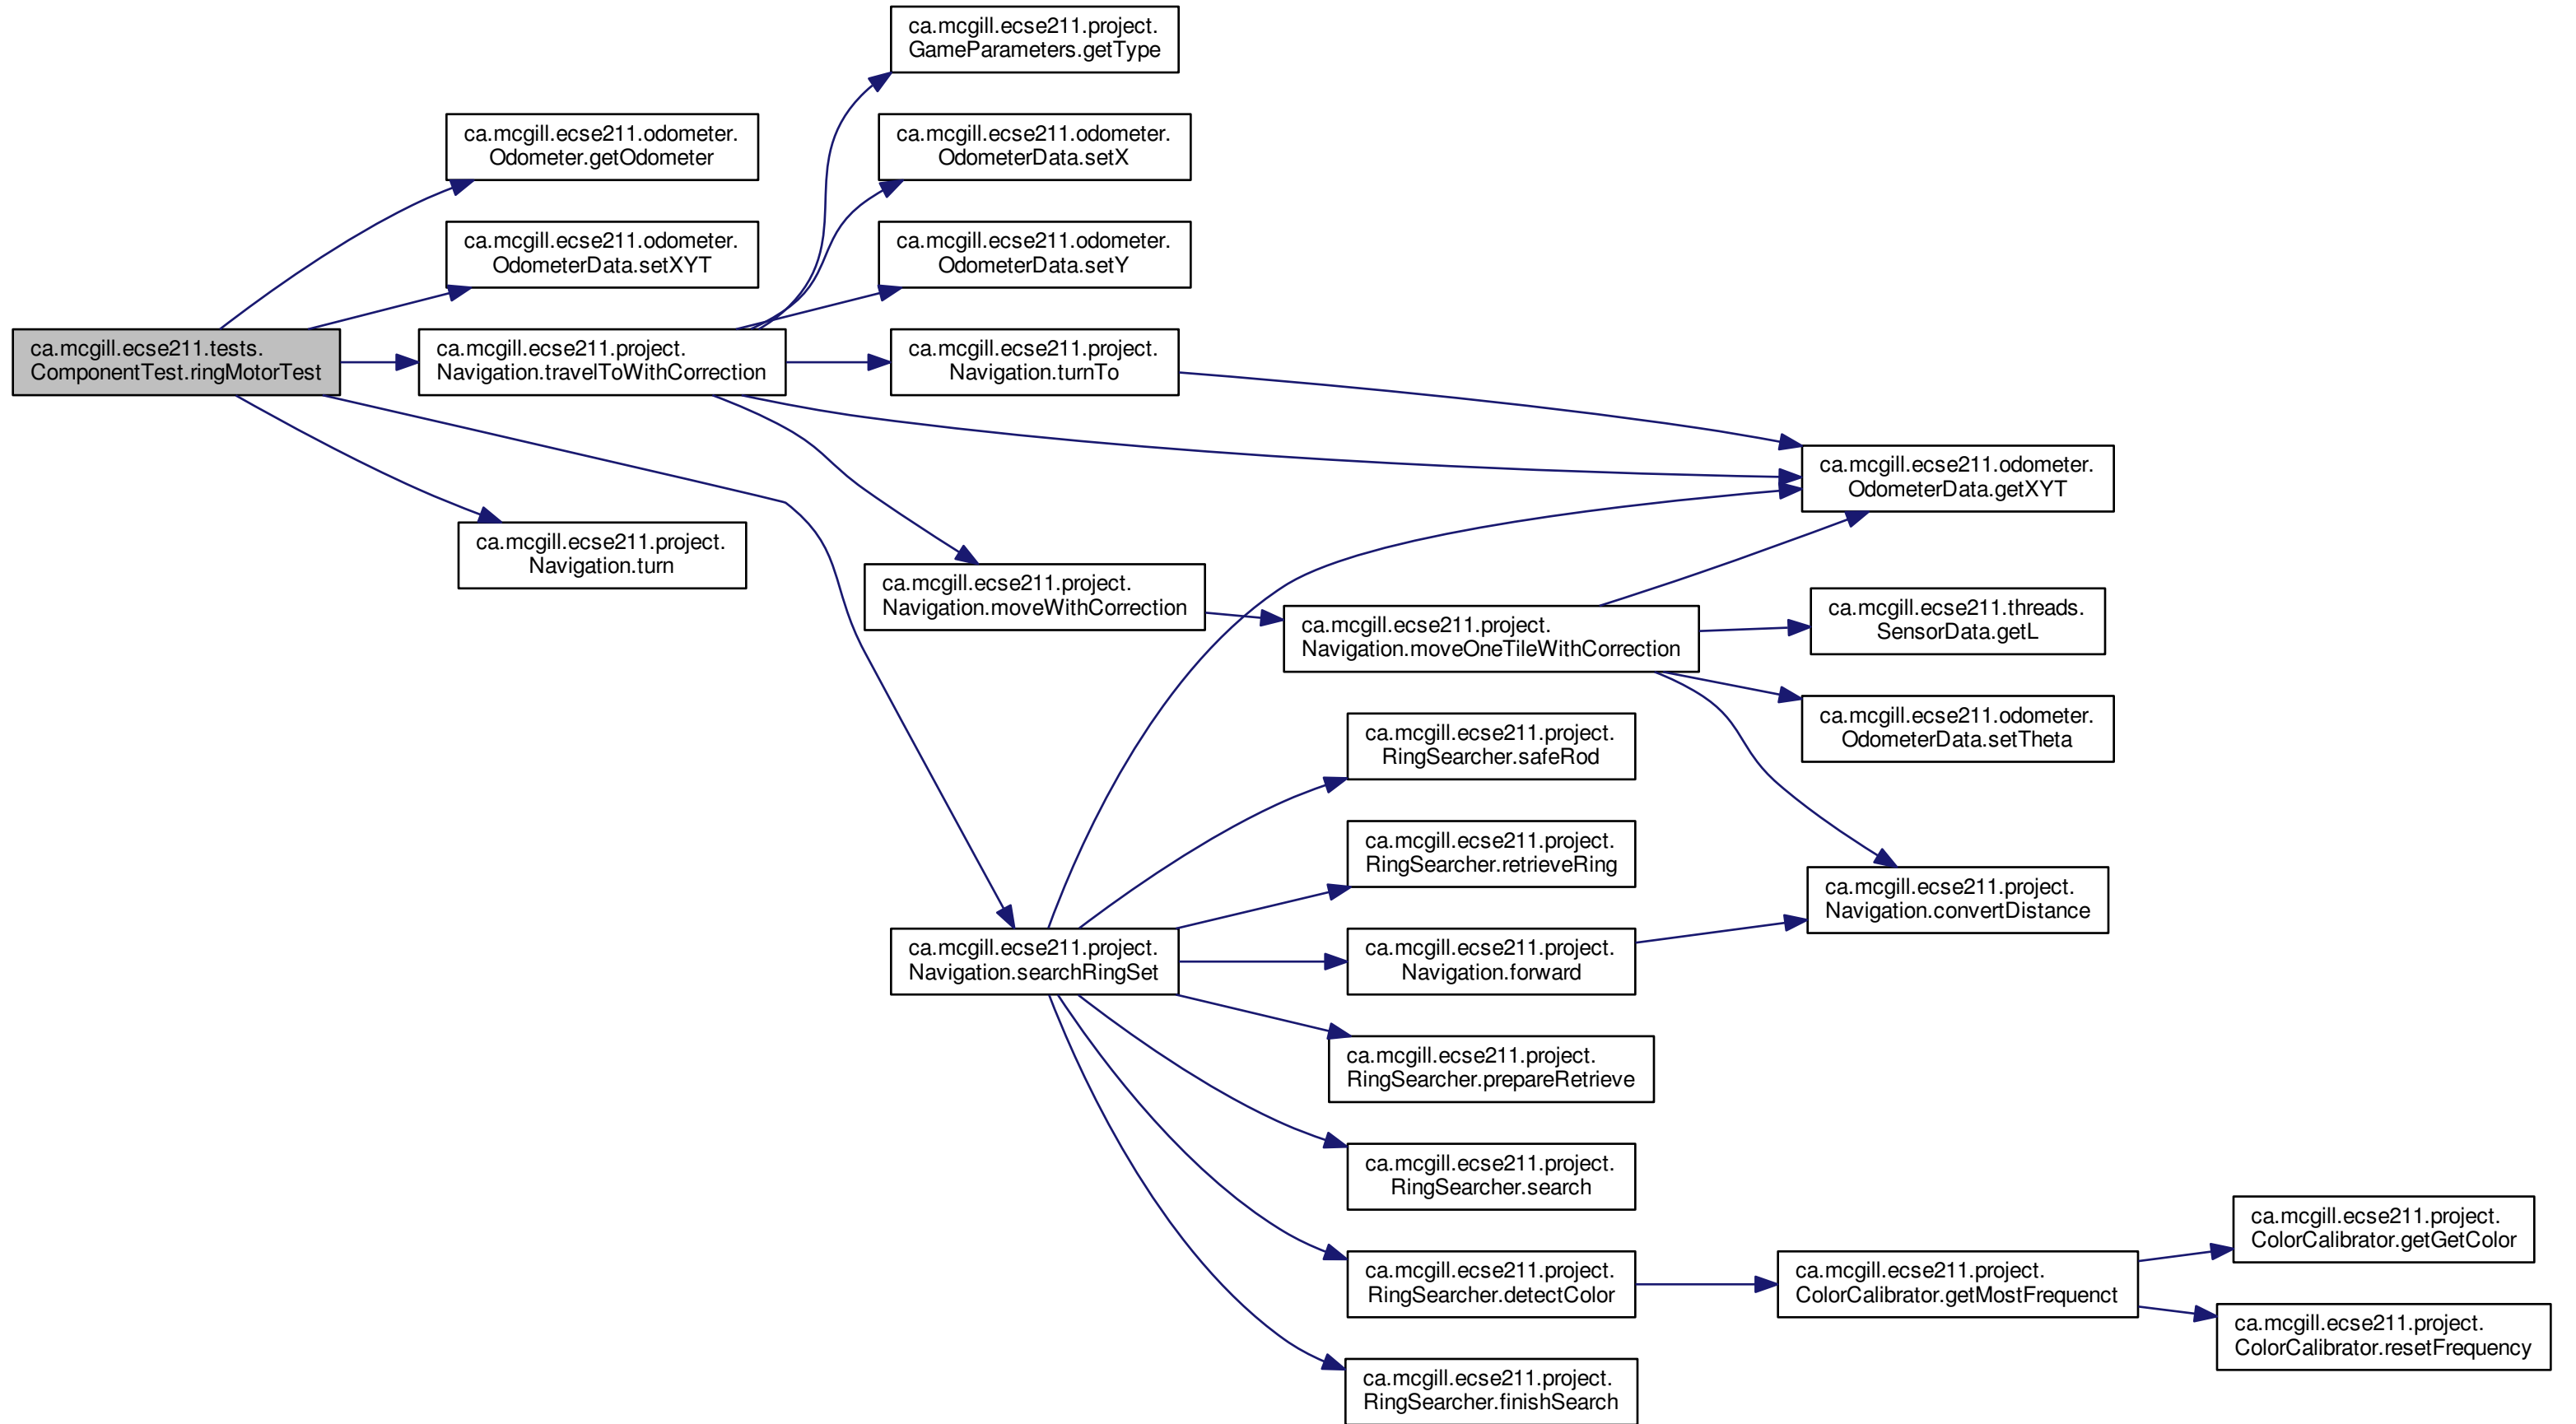 ca.mcgill.ecse211.project.
GameParameters.getType
ca.mcgill.ecse211.odometer.
Odometer.getOdometer
ca.mcgill.ecse211.odometer.
OdometerData.setX
ca.mcgill.ecse211.odometer.
OdometerData.setXYT
ca.mcgill.ecse211.odometer.
OdometerData.setY
ca.mcgill.ecse211.tests.
ComponentTest.ringMotorTest
ca.mcgill.ecse211.project.
Navigation.travelToWithCorrection
ca.mcgill.ecse211.project.
Navigation.turnTo
ca.mcgill.ecse211.odometer.
OdometerData.getXYT
ca.mcgill.ecse211.project.
Navigation.turn
ca.mcgill.ecse211.project.
Navigation.moveWithCorrection
ca.mcgill.ecse211.project.
Navigation.moveOneTileWithCorrection
ca.mcgill.ecse211.threads.
SensorData.getL
ca.mcgill.ecse211.odometer.
OdometerData.setTheta
ca.mcgill.ecse211.project.
RingSearcher.safeRod
ca.mcgill.ecse211.project.
RingSearcher.retrieveRing
ca.mcgill.ecse211.project.
Navigation.convertDistance
ca.mcgill.ecse211.project.
Navigation.searchRingSet
ca.mcgill.ecse211.project.
Navigation.forward
ca.mcgill.ecse211.project.
RingSearcher.prepareRetrieve
ca.mcgill.ecse211.project.
RingSearcher.search
ca.mcgill.ecse211.project.
RingSearcher.detectColor
ca.mcgill.ecse211.project.
ColorCalibrator.getMostFrequenct
ca.mcgill.ecse211.project.
ColorCalibrator.getGetColor
ca.mcgill.ecse211.project.
ColorCalibrator.resetFrequency
ca.mcgill.ecse211.project.
RingSearcher.finishSearch